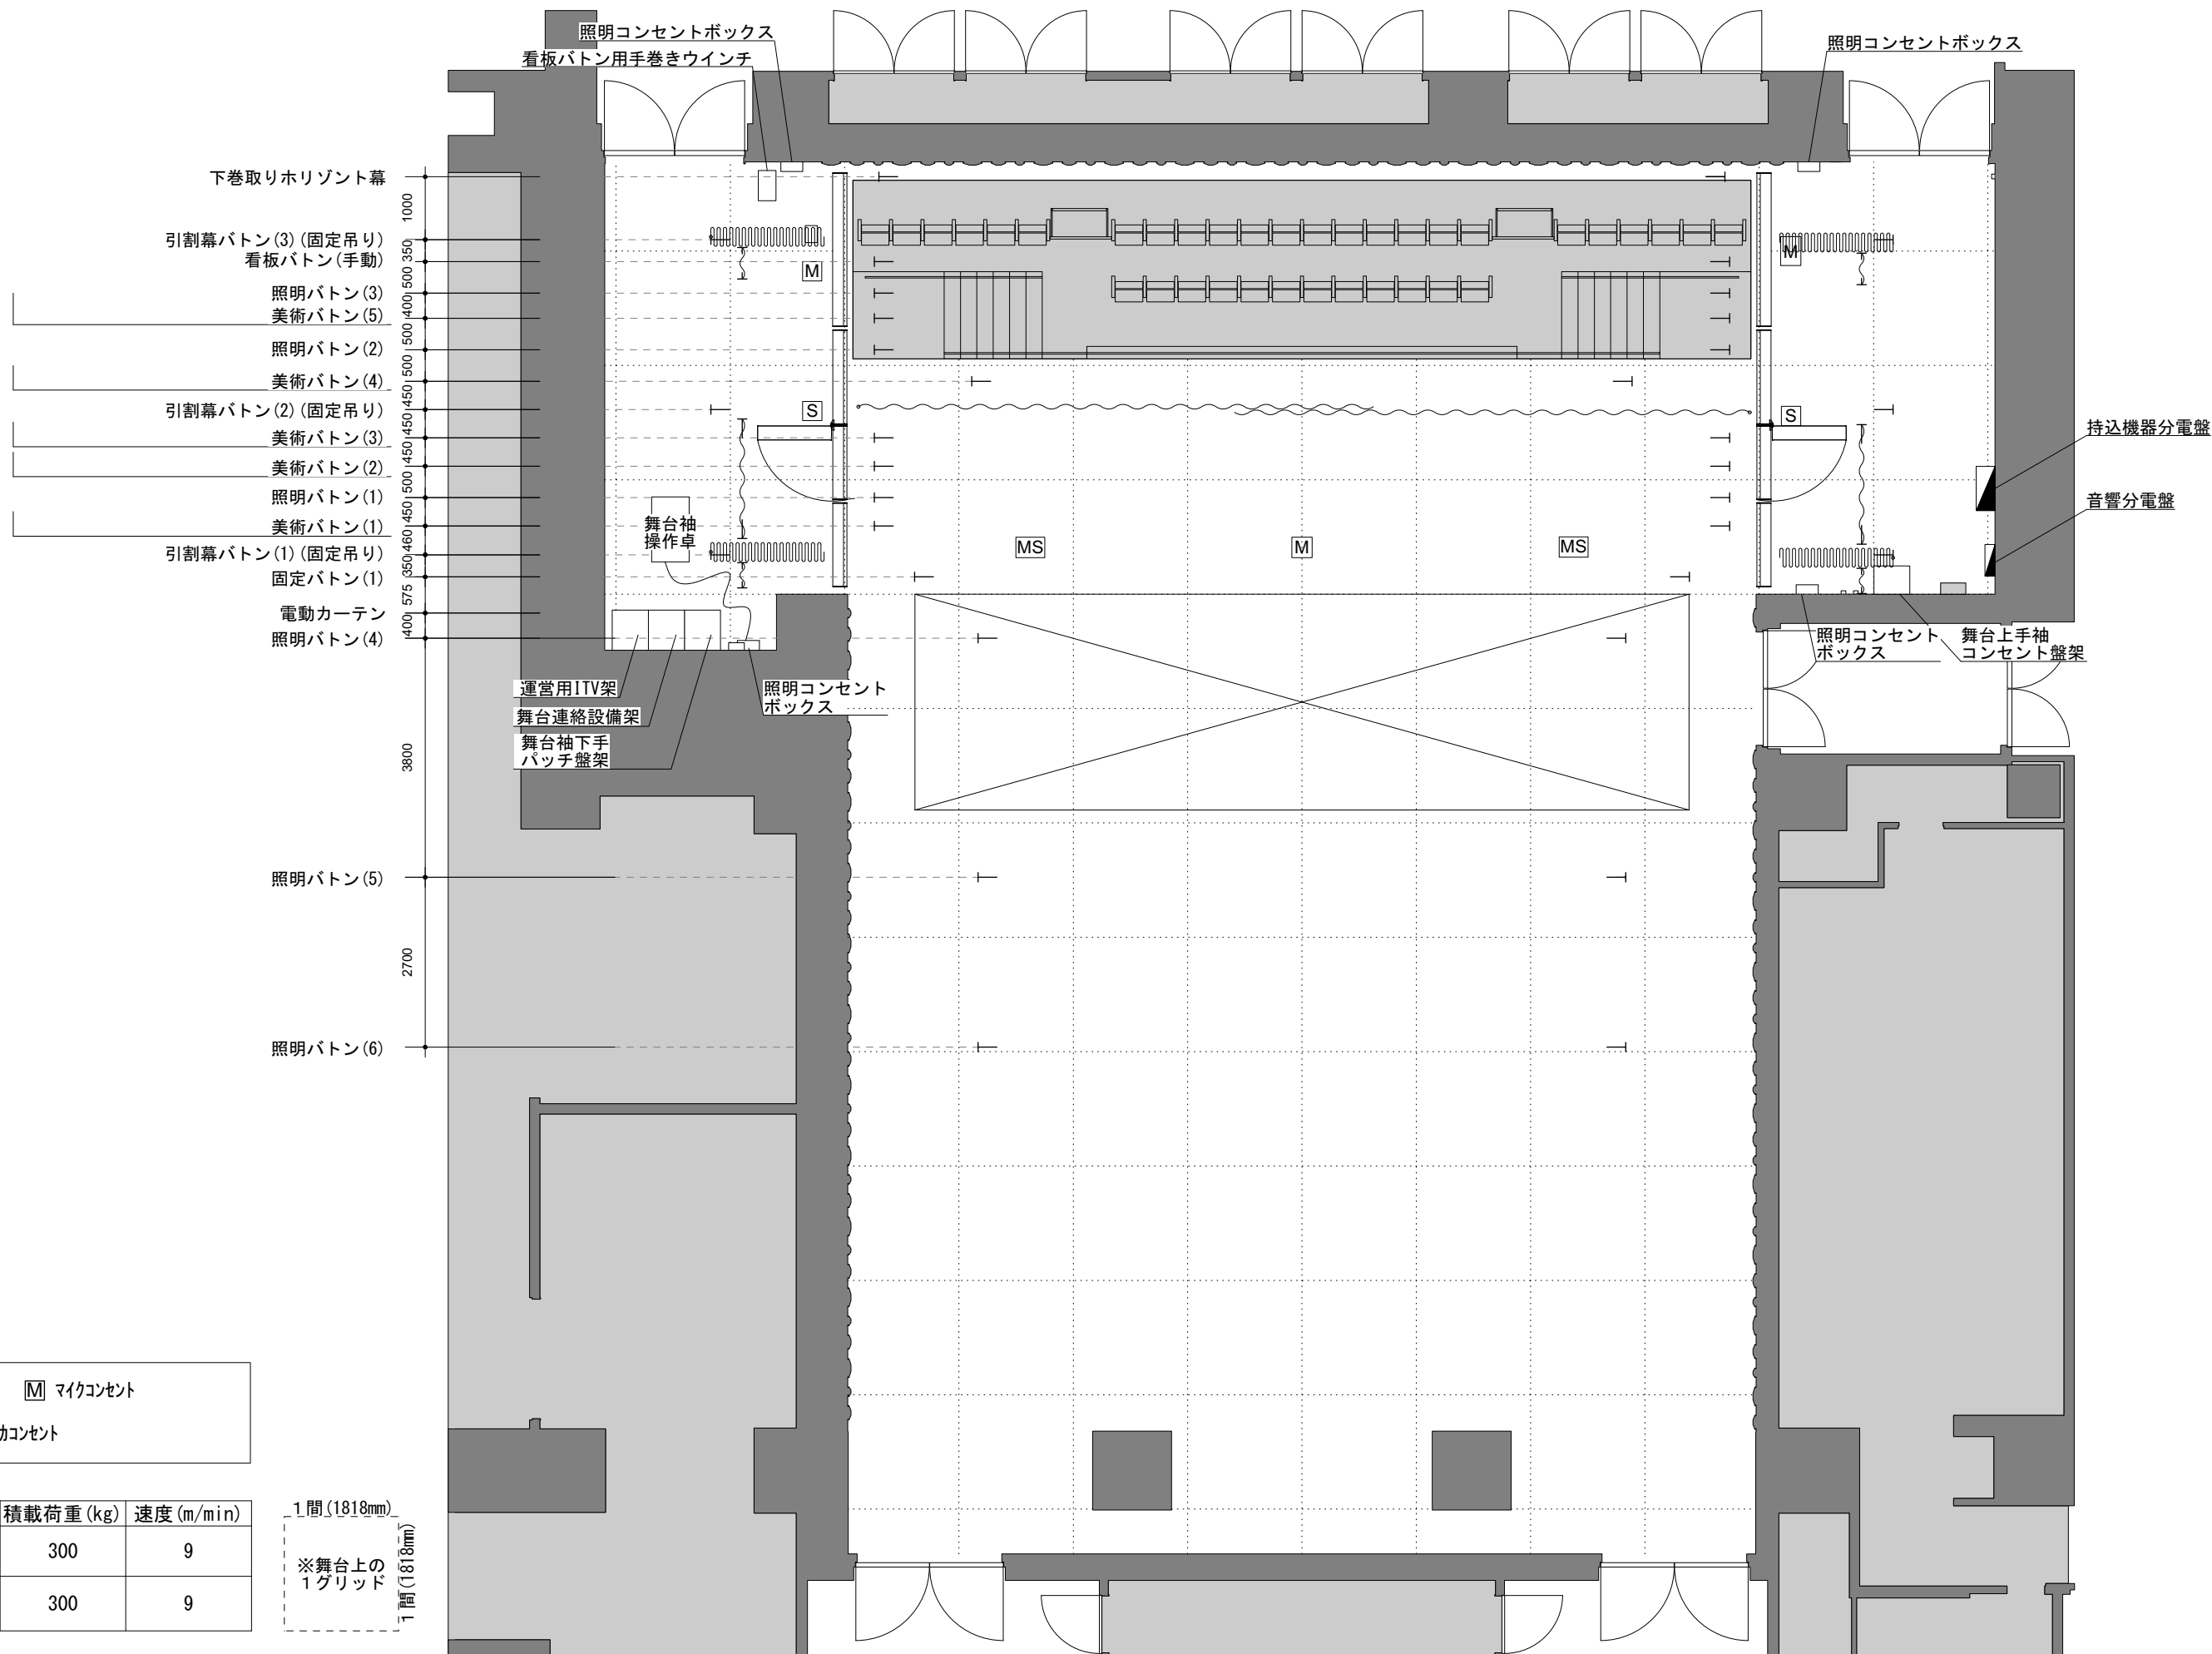 照明コンセントボックス
看板バトン用手巻きウインチ
照明コンセントボックス
下巻取りホリゾント幕
1000
引割幕バトン(3)(固定吊り)
350
看板バトン(手動)
500
照明バトン(3)
400
美術バトン(5)
500
照明バトン(2)
500
美術バトン(4)
450
引割幕バトン(2)(固定吊り)
450
美術バトン(3)
450
美術バトン(2)
500
照明バトン(1)
450
美術バトン(1)
460
引割幕バトン(1)(固定吊り)
350
固定バトン(1)
575
電動カーテン
400
照明バトン(4)
3800
照明バトン(5)
2700
照明バトン(6)
M
M
S
S
MS
M
MS
舞台袖
操作卓
持込機器分電盤
音響分電盤
照明コンセント
ボックス
舞台上手袖
コンセント盤架
運営用ITV架
舞台連絡設備架
舞台袖下手
パッチ盤架
照明コンセント
ボックス
M マイクコンセント
カコンセント
積載荷重(kg) 速度(m/min)
300 9
300 9
1間(1818mm)
1間(1818mm)
※舞台上の
1グリッド